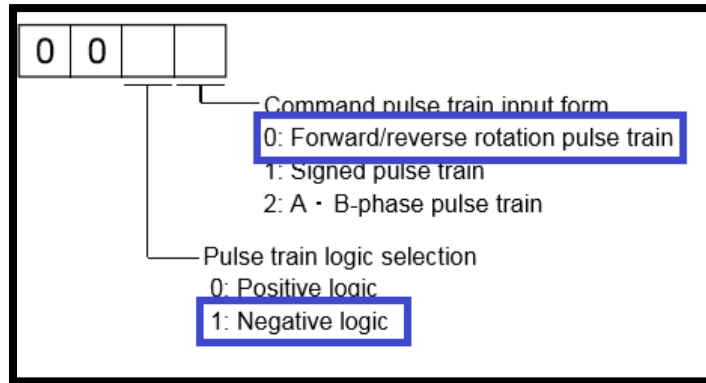 0 0
Command pulse train input form
0: Forward/reverse rotation pulse train
1: Signed pulse train
2: A・B-phase pulse train
Pulse train logic selection
0: Positive logic
1: Negative logic